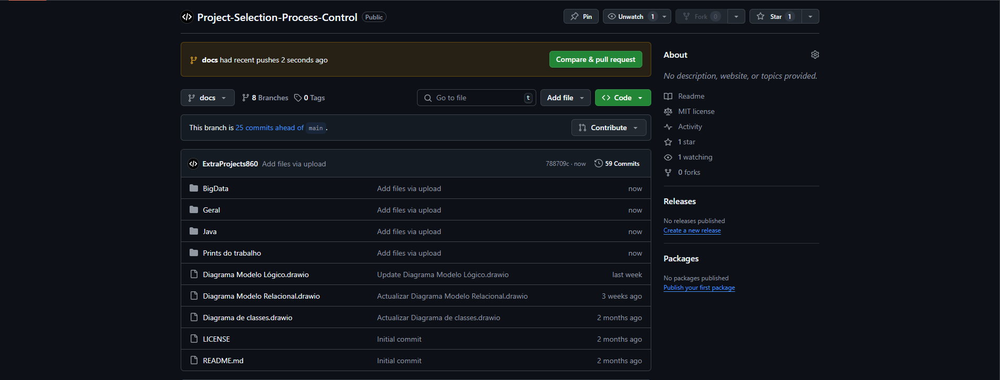 Project-Selection-Process-Control Public Pin Unwatch 1 Fork 0 Star 1
docs had recent pushes 2 seconds ago Compare & pull request
docs 8 Branches 0 Tags Go to file t Add file Code
This branch is 25 commits ahead of main. Contribute
ExtraProjects860 Add files via upload 788709c · now 59 Commits
BigData Add files via upload now
Geral Add files via upload now
Java Add files via upload now
Prints do trabalho Add files via upload now
Diagrama Modelo Lógico.drawio Update Diagrama Modelo Lógico.drawio last week
Diagrama Modelo Relacional.drawio Actualizar Diagrama Modelo Relacional.drawio 3 weeks ago
Diagrama de classes.drawio Actualizar Diagrama de classes.drawio 2 months ago
LICENSE Initial commit 2 months ago
README.md Initial commit 2 months ago
About
No description, website, or topics provided.
Readme
MIT license
Activity
1 star
1 watching
0 forks
Releases
No releases published
Create a new release
Packages
No packages published
Publish your first package